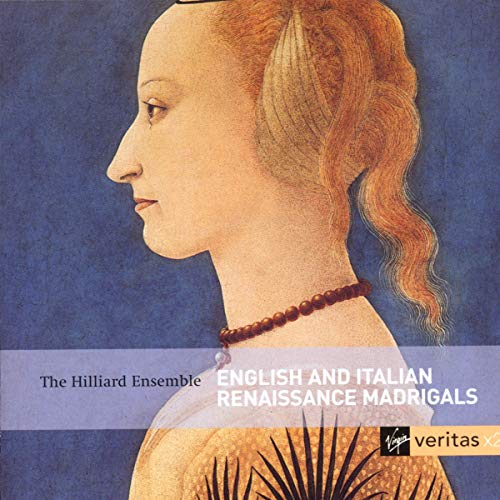 The Hilliard Ensemble
ENGLISH AND ITALIAN
RENAISSANCE MADRIGALS
Virgin
veritas x2